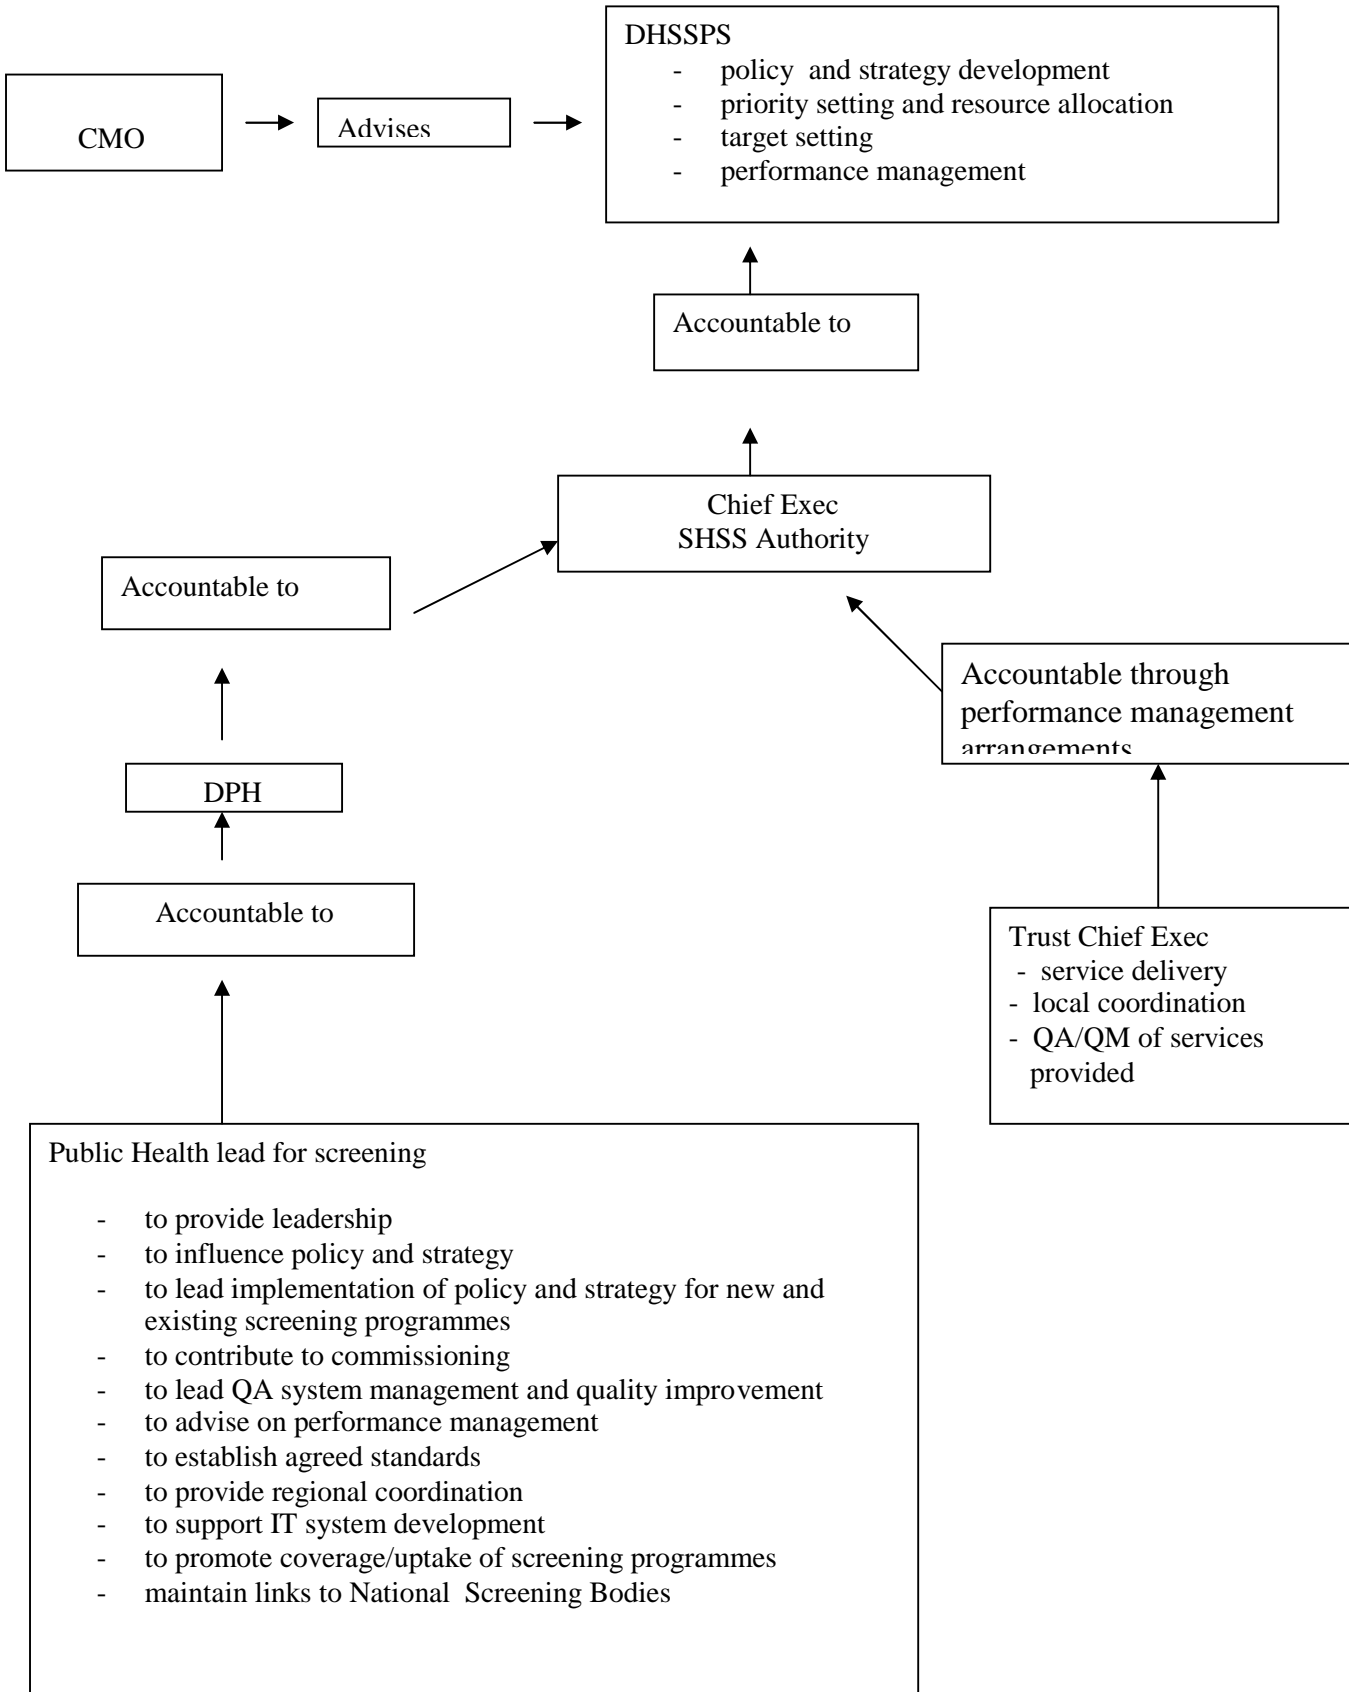 DHSSPS
- policy and strategy development
- priority setting and resource allocation
- target setting
- performance management
CMO
Advises
Accountable to
Chief Exec
SHSS Authority
Accountable to
Accountable through
performance management
arrangements
DPH
Accountable to
Trust Chief Exec
- service delivery
- local coordination
- QA/QM of services
provided
Public Health lead for screening
- to provide leadership
- to influence policy and strategy
- to lead implementation of policy and strategy for new and
existing screening programmes
- to contribute to commissioning
- to lead QA system management and quality improvement
- to advise on performance management
- to establish agreed standards
- to provide regional coordination
- to support IT system development
- to promote coverage/uptake of screening programmes
- maintain links to National Screening Bodies